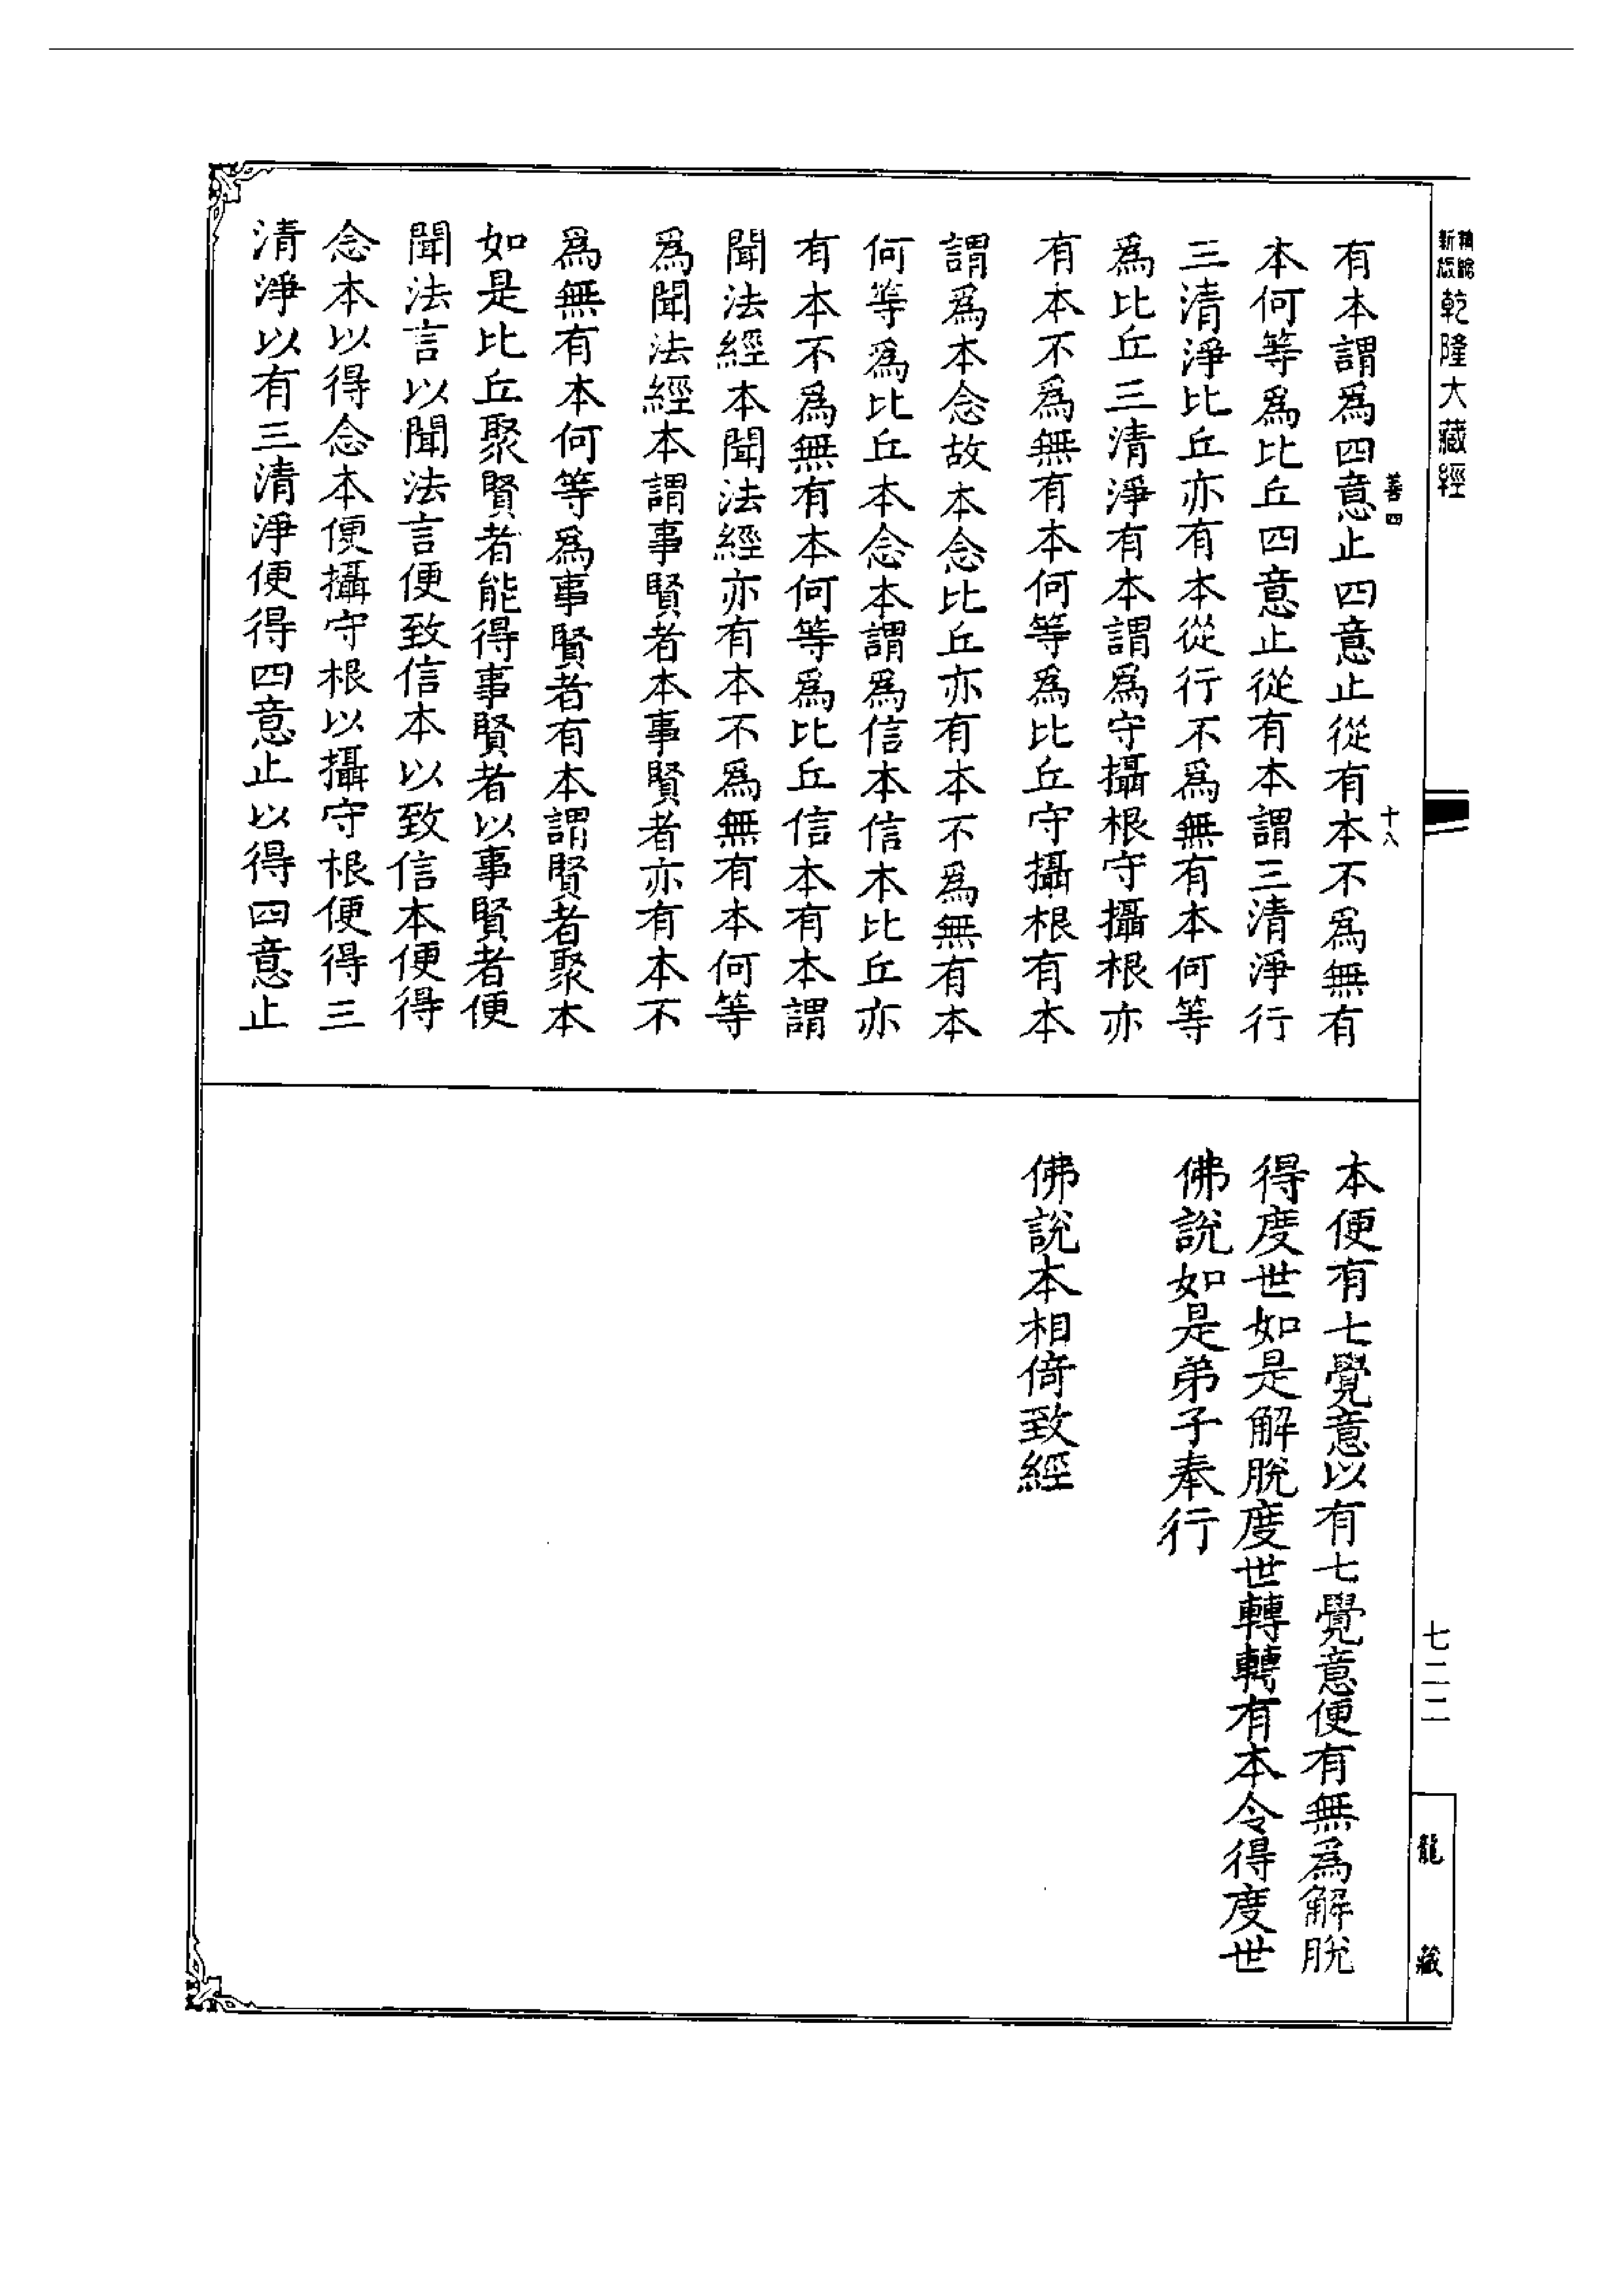 精縮新版乾隆大藏經
善四
十八
有本謂爲四意止四意止從有本不爲無有
本何等爲比丘四意止從有本謂三清淨行
三清淨比丘亦有本從行不爲無有本何等
爲比丘三清淨有本謂爲守攝根守攝根亦
有本不爲無有本何等爲比丘守攝根有本
謂爲本念故本念比丘亦有本不爲無有本
何等爲比丘本念本謂爲信本信本比丘亦
有本不爲無有本何等爲比丘信本有本謂
聞法經本聞法經亦有本不爲無有本何等
爲聞法經本謂事賢者本事賢者亦有本不
爲無有本何等爲事賢者有本謂賢者聚本
如是比丘聚賢者能得事賢者以事賢者便
聞法言以聞法言便致信本以致信本便得
念本以得念本便攝守根以攝守根便得三
清淨以有三清淨便得四意止以得四意止
本便有七覺意以有七覺意便有無爲解脫
得度世如是解脫度世轉轉有本令得度世
佛說如是弟子奉行
佛說本相倚致經
七二二
龍藏